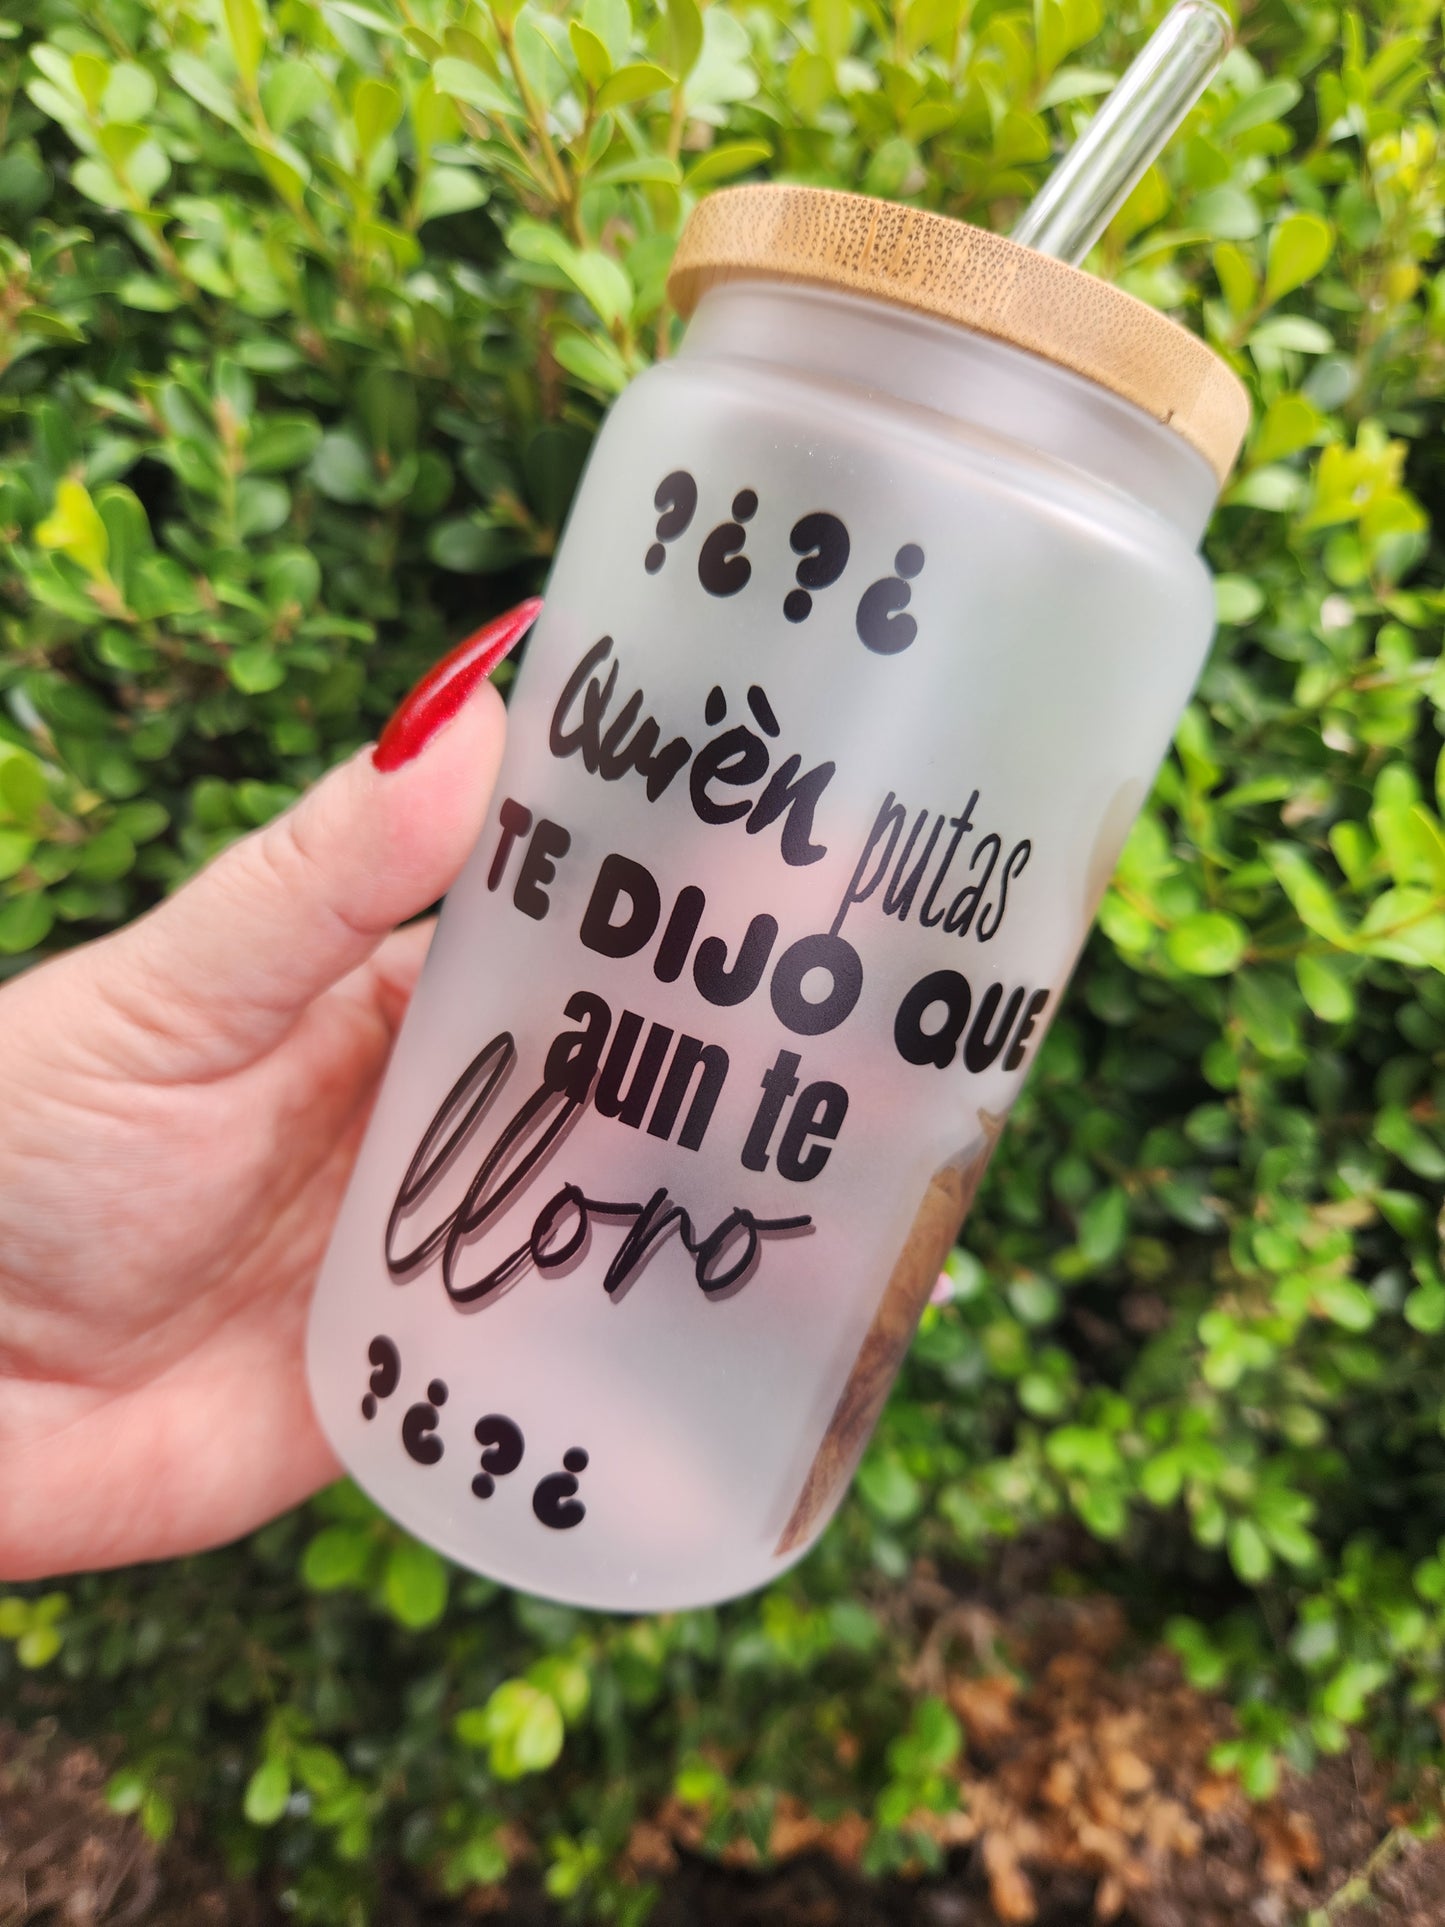 ?¿?¿
Quièn putas
TE DIJO QUE
aun te
lloro
?¿?¿